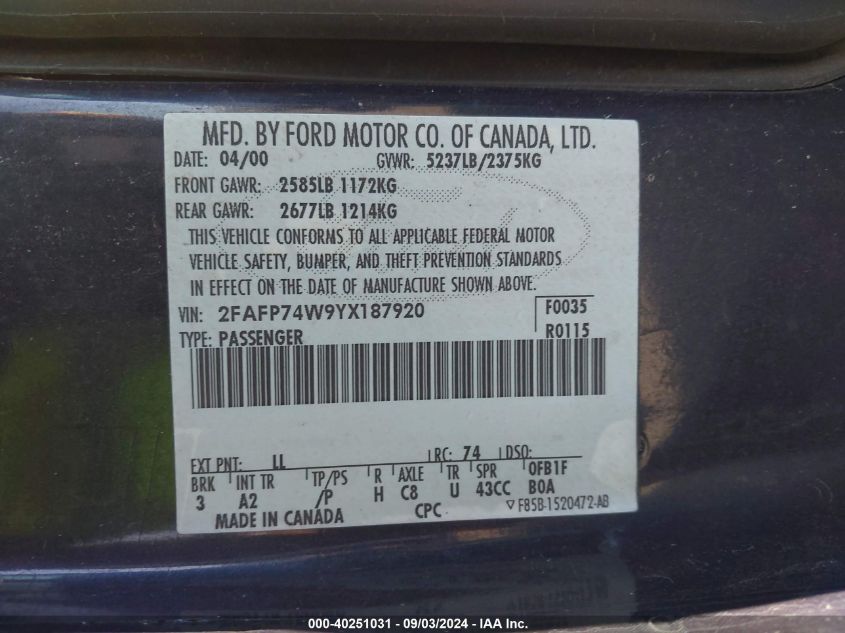 MFD. BY FORD MOTOR CO. OF CANADA, LTD.
DATE: 04/00 GVWR: 5237LB/2375KG
FRONT GAWR: 2585LB 1172KG
REAR GAWR: 2677LB 1214KG
THIS VEHICLE CONFORMS TO ALL APPLICABLE FEDERAL MOTOR
VEHICLE SAFETY, BUMPER, AND THEFT PREVENTION STANDARDS
IN EFFECT ON THE DATE OF MANUFACTURE SHOWN ABOVE.
VIN: 2FAFP74W9YX187920 F0035
TYPE: PASSENGER R0115
EXT PNT: LL RC: 74 DSO:
BRK INT TR TP/PS R AXLE TR SPR 0FB1F
3 A2 /P H C8 U 43CC B0A
MADE IN CANADA CPC F85B-1520472-AB
000-40251031 - 09/03/2024 - IAA Inc.